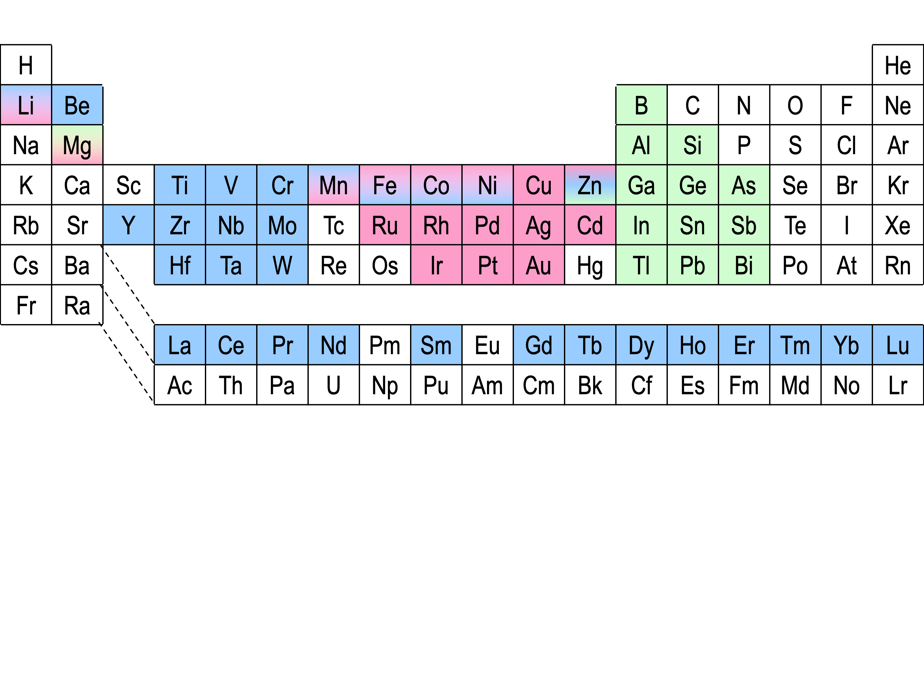 H He
Li Be B C N O F Ne
Na Mg Al Si P S Cl Ar
K Ca Sc Ti V Cr Mn Fe Co Ni Cu Zn Ga Ge As Se Br Kr
Rb Sr Y Zr Nb Mo Tc Ru Rh Pd Ag Cd In Sn Sb Te I Xe
Cs Ba Hf Ta W Re Os Ir Pt Au Hg Tl Pb Bi Po At Rn
Fr Ra
La Ce Pr Nd Pm Sm Eu Gd Tb Dy Ho Er Tm Yb Lu
Ac Th Pa U Np Pu Am Cm Bk Cf Es Fm Md No Lr